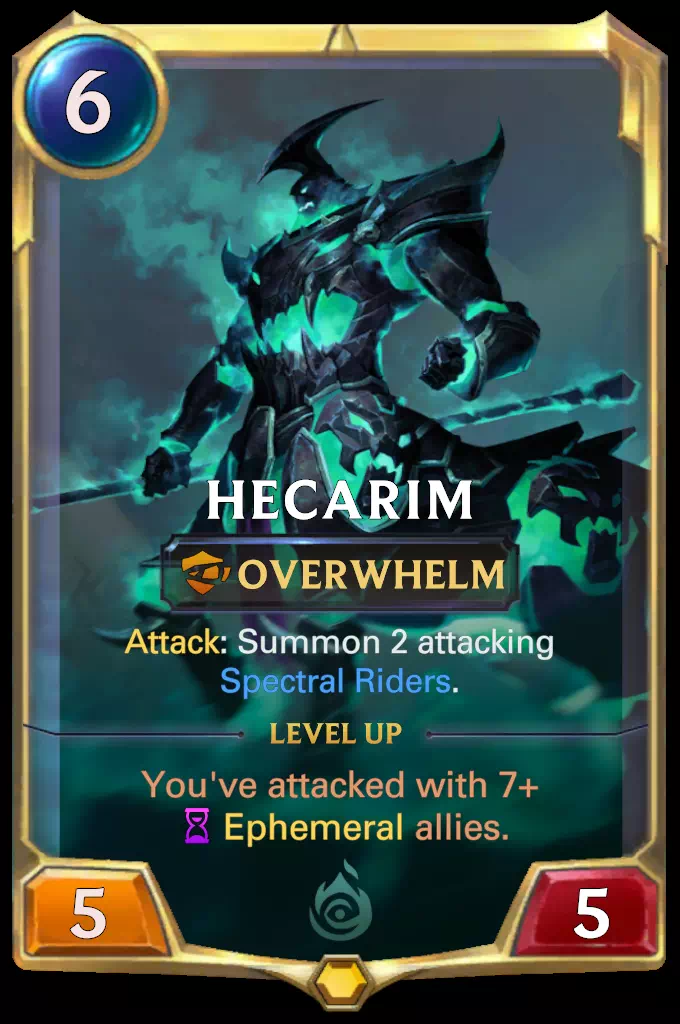 6
HECARIM
OVERWHELM
Attack: Summon 2 attacking
Spectral Riders.
LEVEL UP
You've attacked with 7+
Ephemeral allies.
5
5